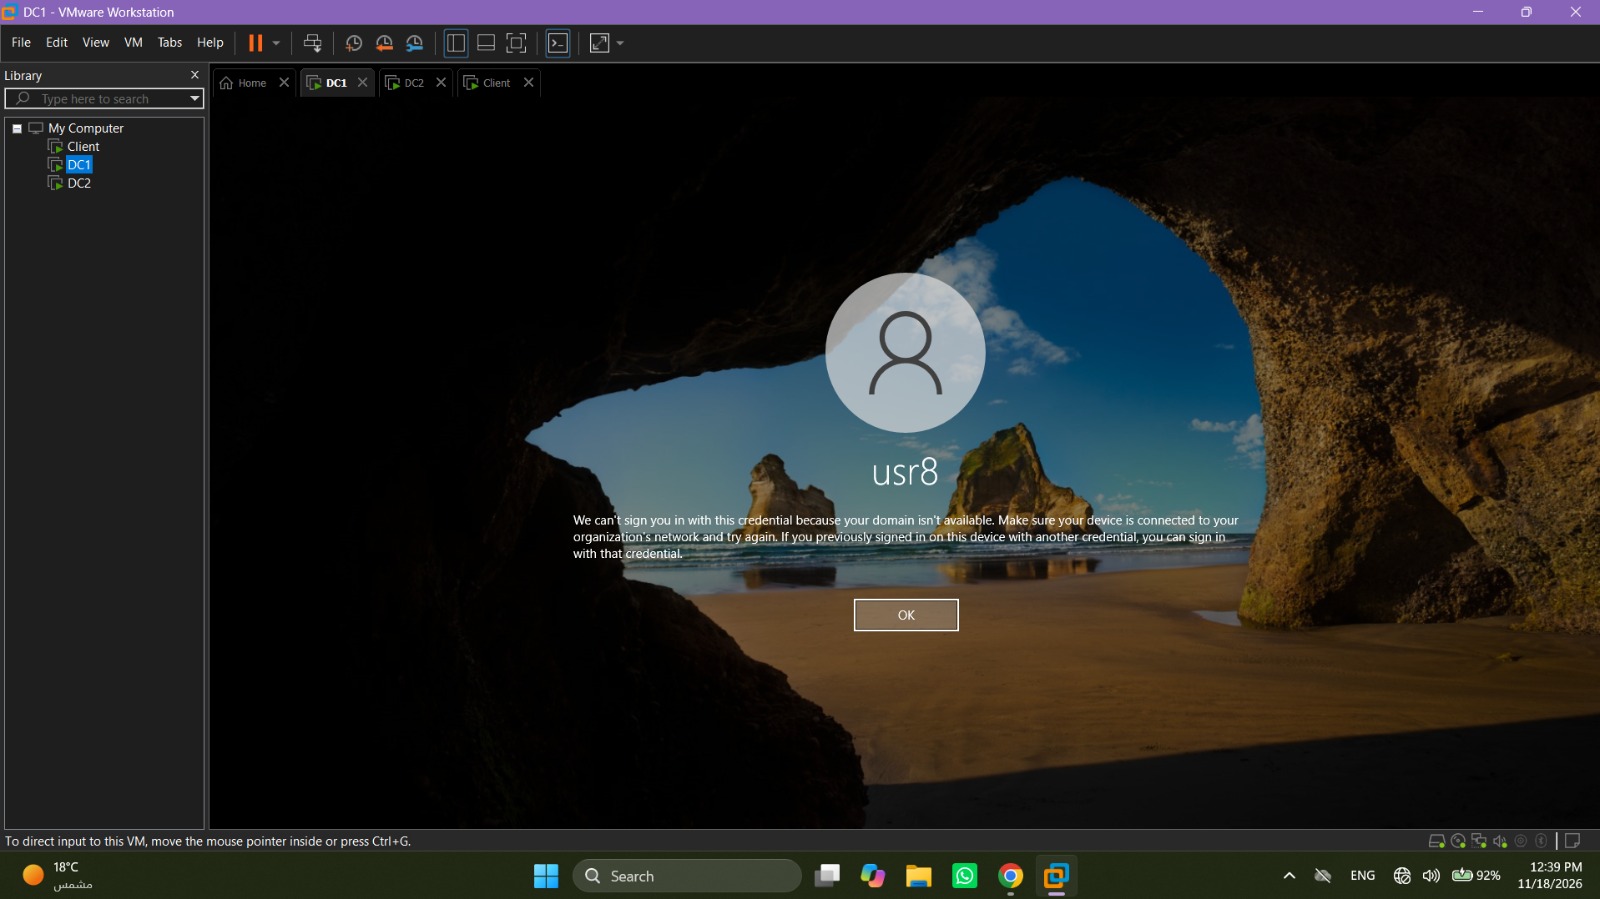 DC1 - VMware Workstation
File Edit View VM Tabs Help
Library
Type here to search
My Computer
Client
DC1
DC2
Home
DC1
DC2
Client
usr8
We can't sign you in with this credential because your domain isn't available. Make sure your device is connected to your
organization's network and try again. If you previously signed in on this device with another credential, you can sign in
with that credential.
OK
To direct input to this VM, move the mouse pointer inside or press Ctrl+G.
18°C
مشمس
Search
ENG
92%
12:39 PM
11/18/2026